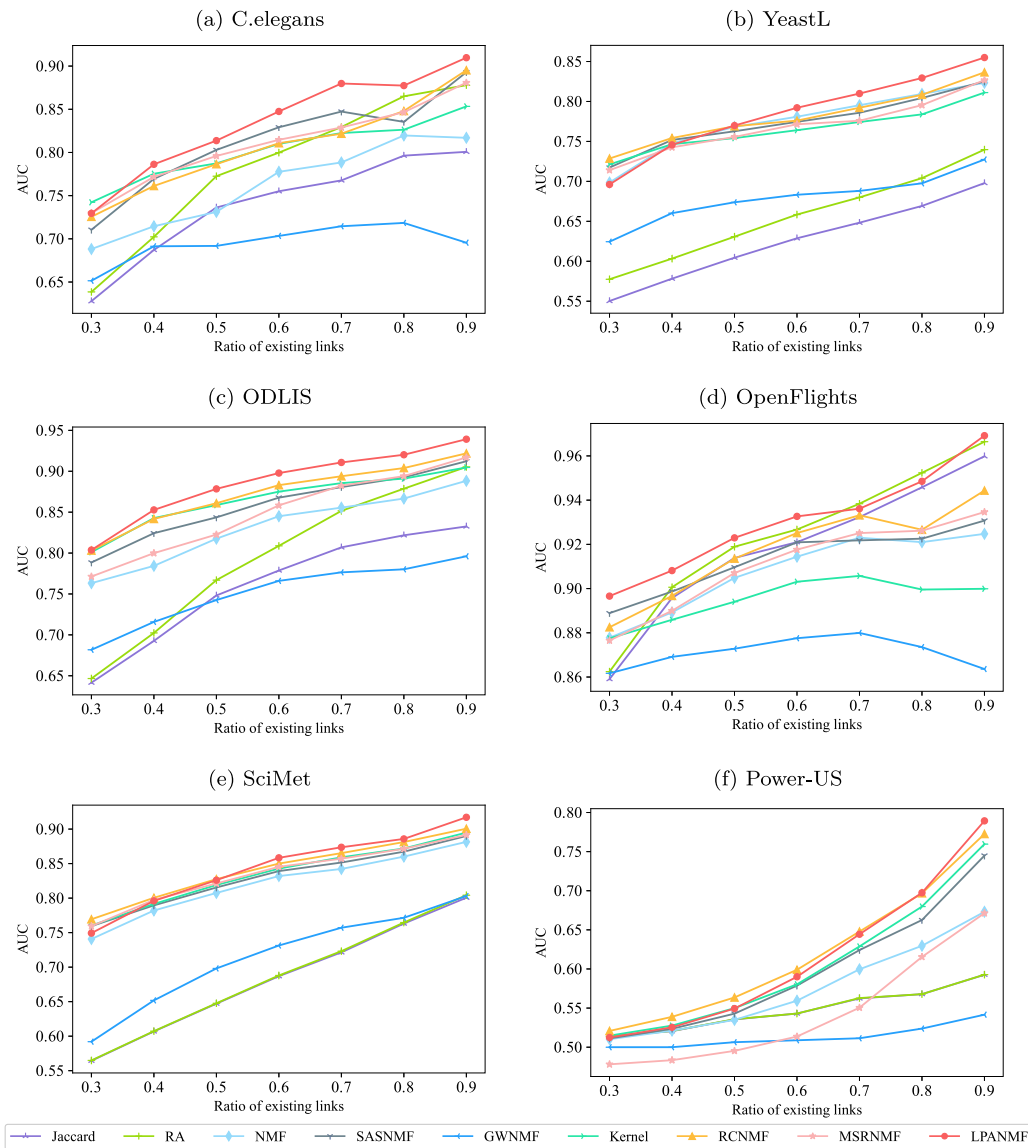 (a) C.elegans
(b) YeastL
0.90
0.85
0.80
0.75
0.70
0.65
AUC
0.3 0.4 0.5 0.6 0.7 0.8 0.9
Ratio of existing links
0.85
0.80
0.75
0.70
0.65
0.60
0.55
AUC
0.3 0.4 0.5 0.6 0.7 0.8 0.9
Ratio of existing links
(c) ODLIS
(d) OpenFlights
0.95
0.90
0.85
0.80
0.75
0.70
0.65
AUC
0.3 0.4 0.5 0.6 0.7 0.8 0.9
Ratio of existing links
0.96
0.94
0.92
0.90
0.88
0.86
AUC
0.3 0.4 0.5 0.6 0.7 0.8 0.9
Ratio of existing links
(e) SciMet
(f) Power-US
0.90
0.85
0.80
0.75
0.70
0.65
0.60
0.55
AUC
0.3 0.4 0.5 0.6 0.7 0.8 0.9
Ratio of existing links
0.80
0.75
0.70
0.65
0.60
0.55
0.50
AUC
0.3 0.4 0.5 0.6 0.7 0.8 0.9
Ratio of existing links
Jaccard RA NMF SASNMF GWNMF Kernel RCNMF MSRNMF LPANMF